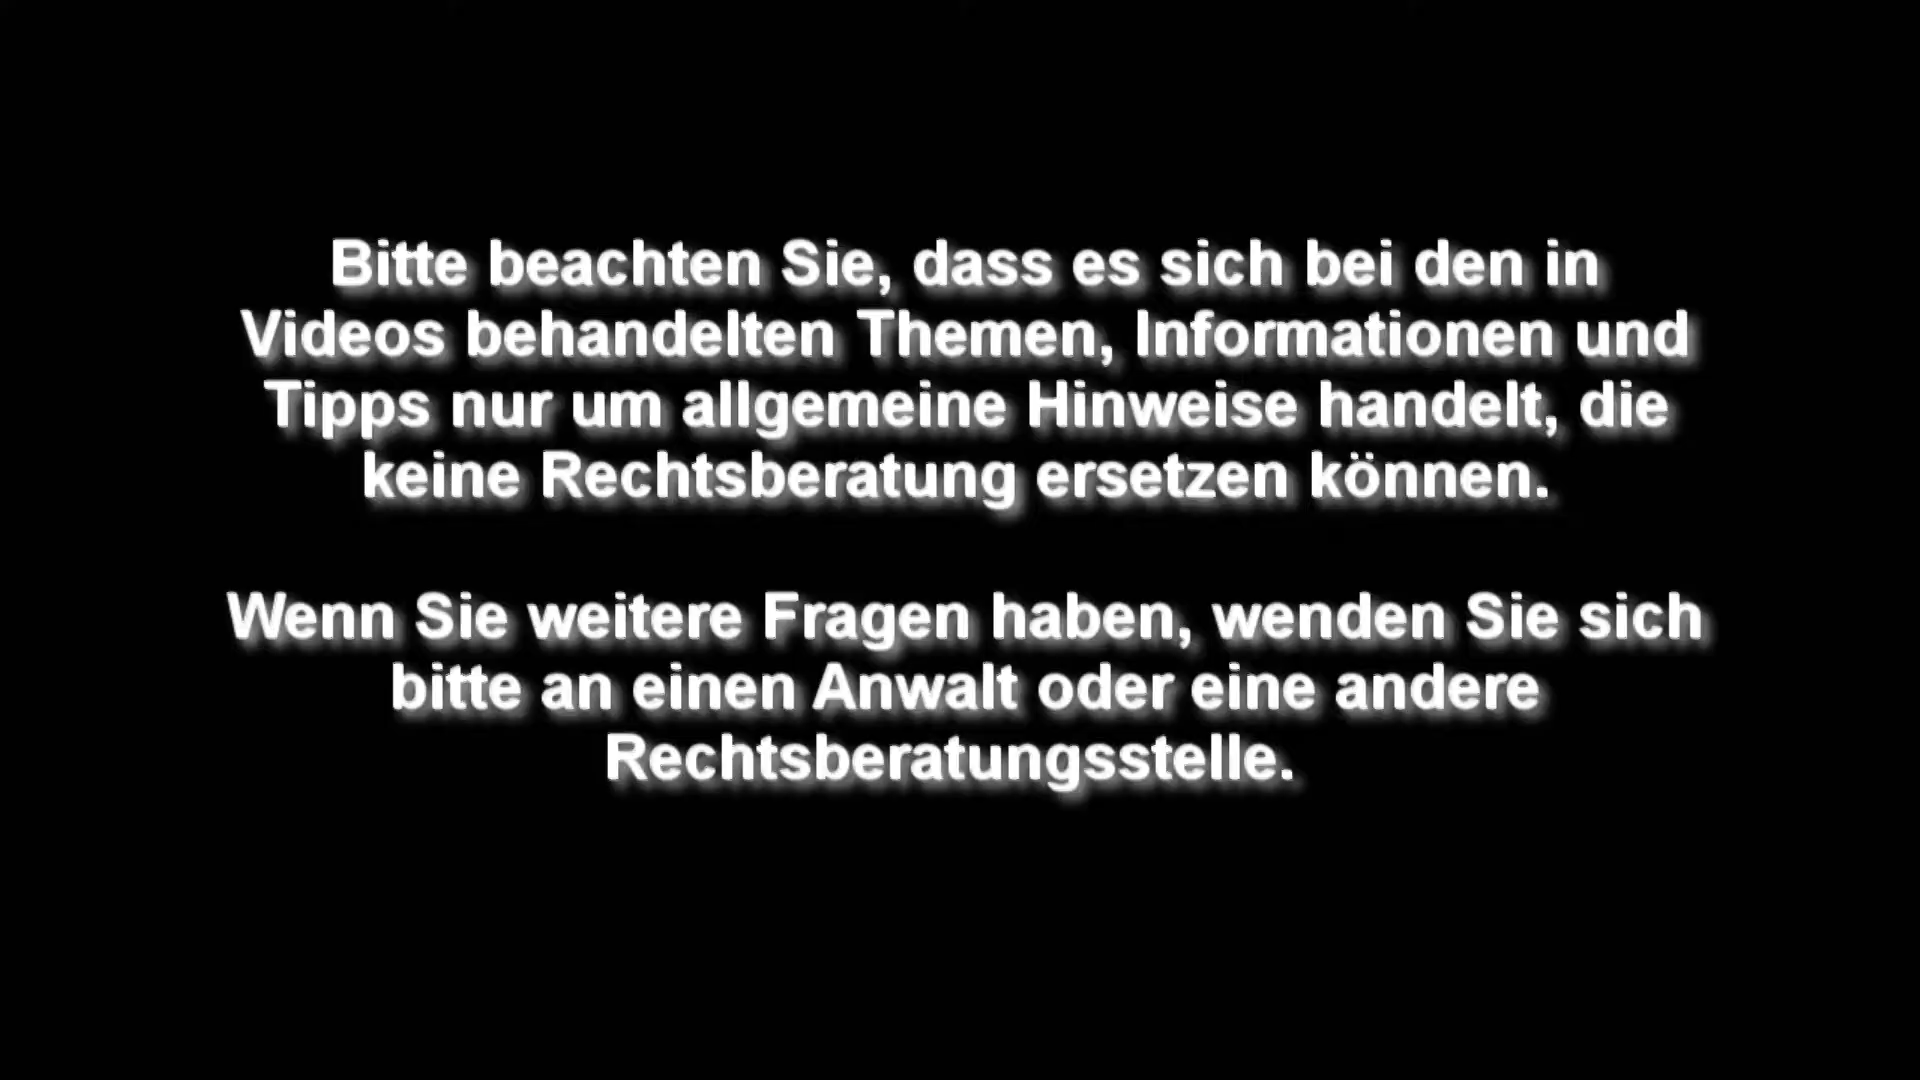 Bitte beachten Sie, dass es sich bei den in
Videos behandelten Themen, Informationen und
Tipps nur um allgemeine Hinweise handelt, die
keine Rechtsberatung ersetzen können.
Wenn Sie weitere Fragen haben, wenden Sie sich
bitte an einen Anwalt oder eine andere
Rechtsberatungsstelle.